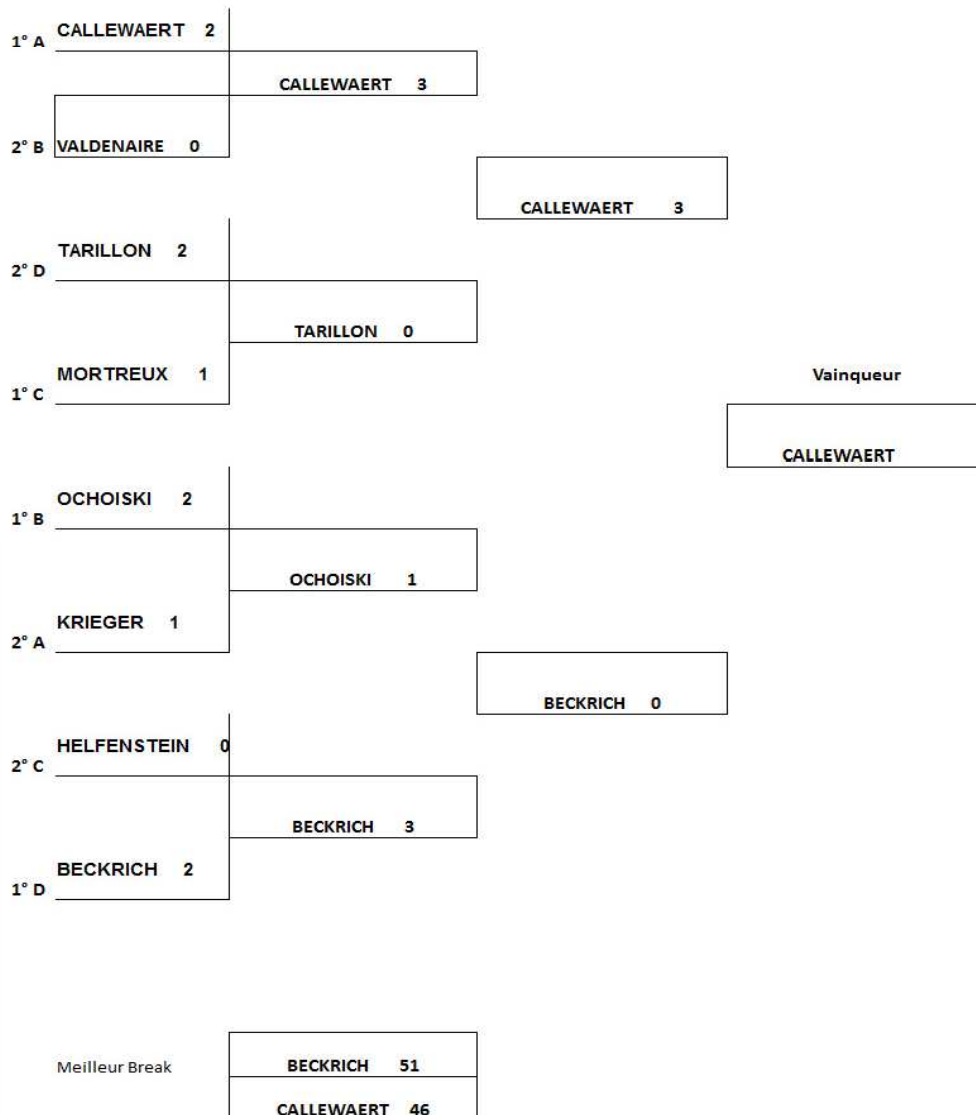 1° A CALLEWAERT 2
CALLEWAERT 3
2° B VALDENAIRE 0
CALLEWAERT 3
2° D TARILLON 2
TARILLON 0
1° C MORTREUX 1
Vainqueur
CALLEWAERT
1° B OCHOISKI 2
OCHOISKI 1
2° A KRIEGER 1
BECKRICH 0
2° C HELFENSTEIN 0
BECKRICH 3
1° D BECKRICH 2
Meilleur Break BECKRICH 51
CALLEWAERT 46